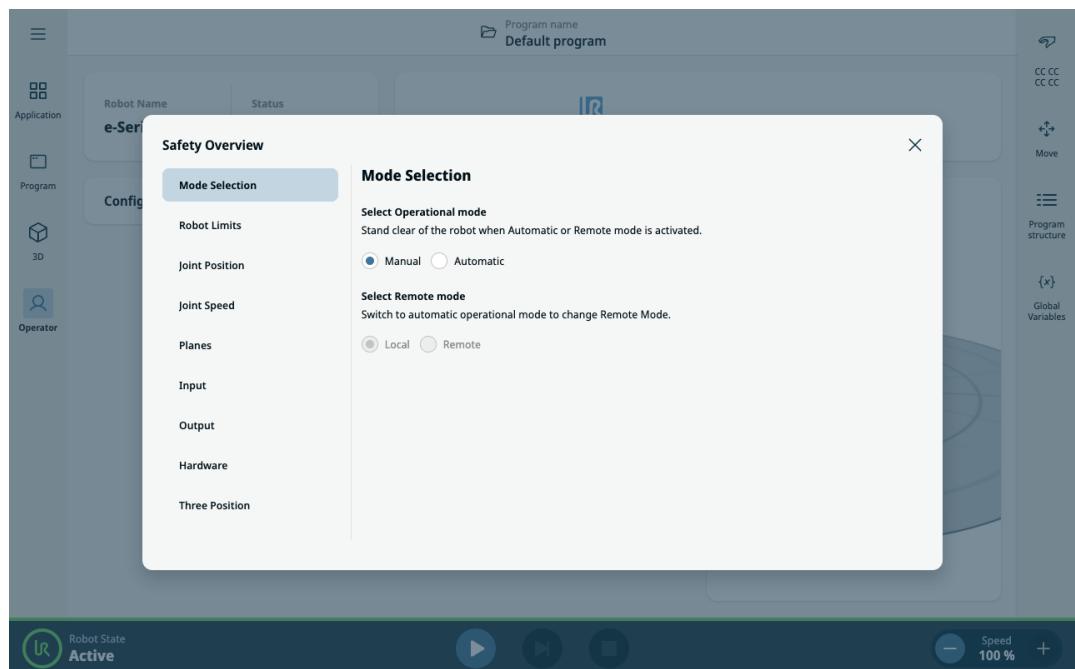 Program name
Default program
Application
Program
3D
Operator
Robot Name
Status
Safety Overview
Mode Selection
Robot Limits
Joint Position
Joint Speed
Planes
Input
Output
Hardware
Three Position
Mode Selection
Select Operational mode
Stand clear of the robot when Automatic or Remote mode is activated.
Manual Automatic
Select Remote mode
Switch to automatic operational mode to change Remote Mode.
Local Remote
CC CC
CC CC
Move
Program
structure
{x}
Global
Variables
UR
Robot State
Active
Speed
100 %